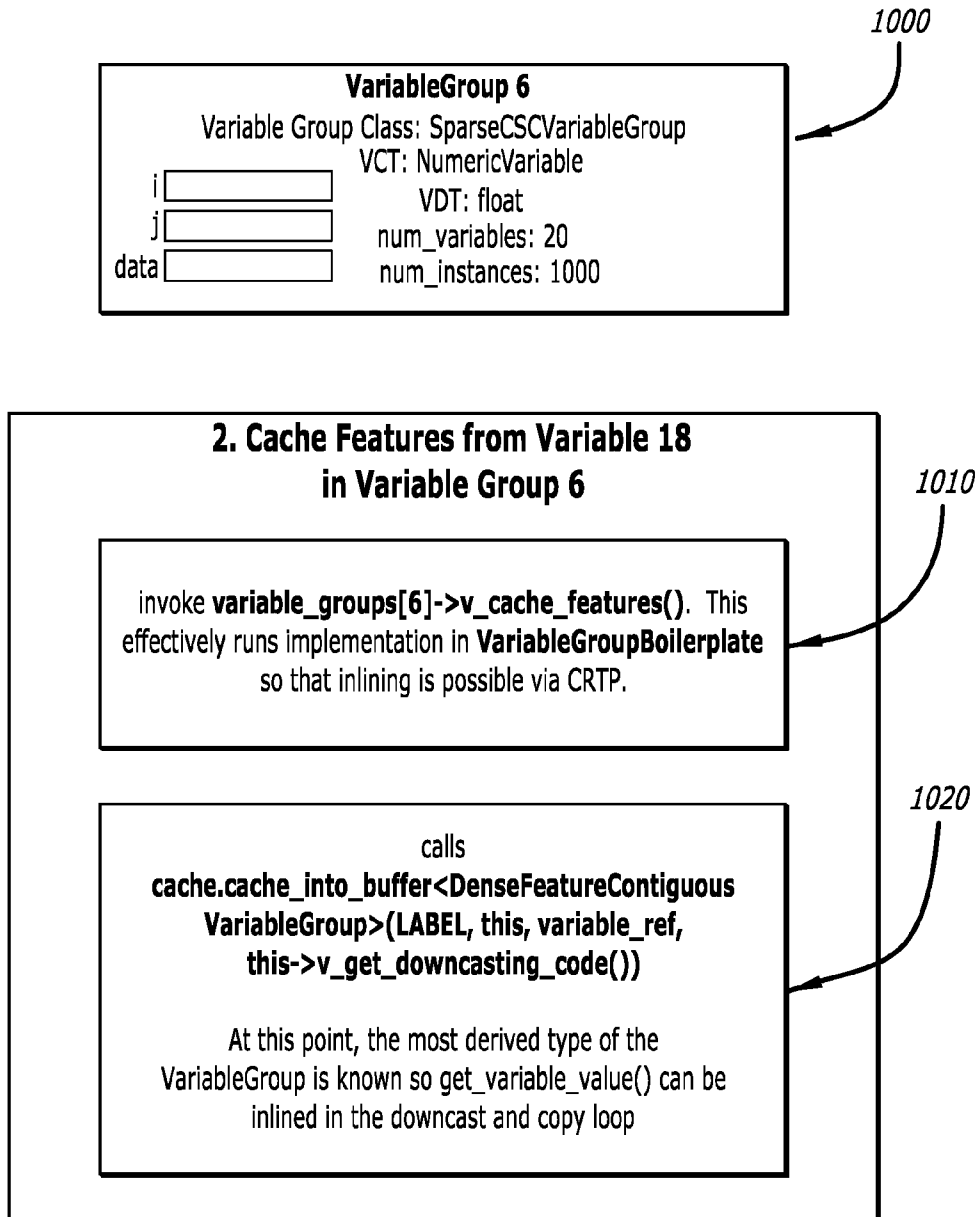 1000
VariableGroup 6
Variable Group Class: SparseCSCVariableGroup
VCT: NumericVariable
i
VDT: float
j
num_variables: 20
data
num_instances: 1000
2. Cache Features from Variable 18
in Variable Group 6
1010
invoke variable_groups[6]->v_cache_features(). This
effectively runs implementation in VariableGroupBoilerplate
so that inlining is possible via CRTP.
1020
calls
cache.cache_into_buffer<DenseFeatureContiguous
VariableGroup>(LABEL, this, variable_ref,
this->v_get_downcasting_code())
At this point, the most derived type of the
VariableGroup is known so get_variable_value() can be
inlined in the downcast and copy loop